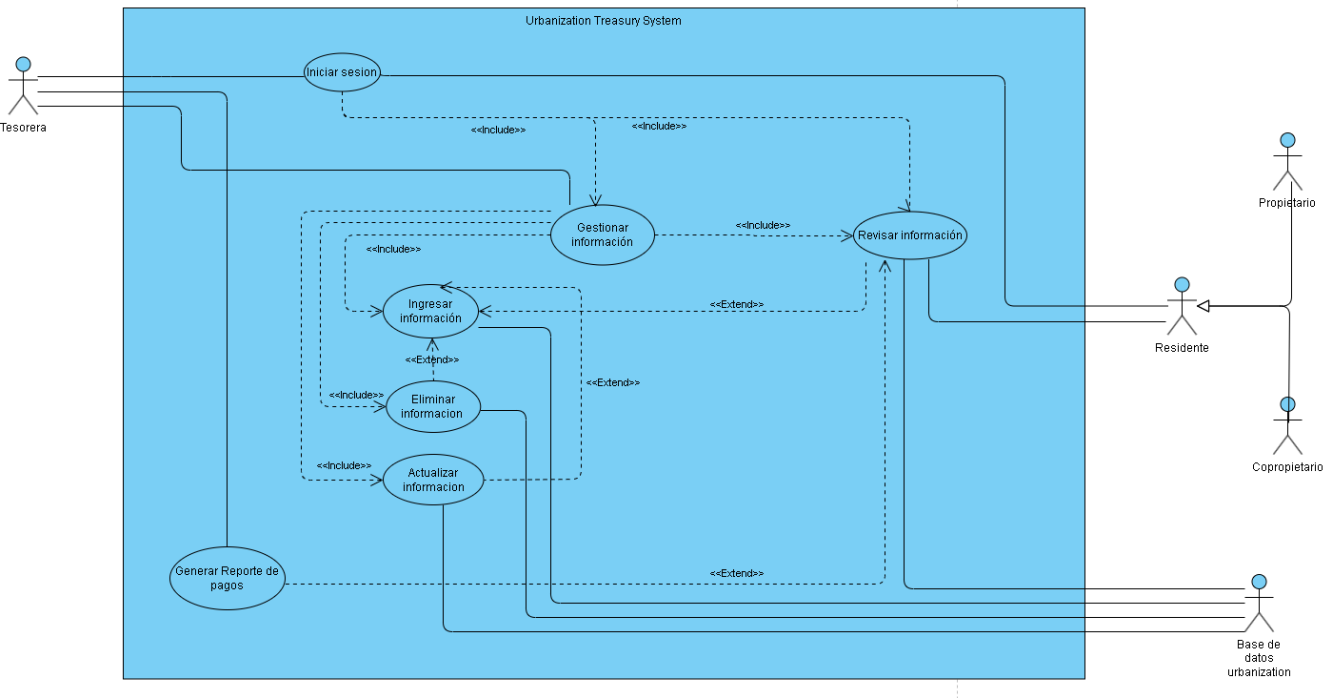 Urbanization Treasury System
Iniciar sesion
Tesorera
<<Include>>
<<Include>>
Propietario
Gestionar
información
<<Include>>
Revisar información
<<Include>>
Ingresar
información
<<Extend>>
Residente
<<Extend>>
<<Extend>>
<<Include>>
Eliminar
informacion
<<Include>>
Actualizar
informacion
Copropietario
Generar Reporte de
pagos
<<Extend>>
Base de
datos
urbanization